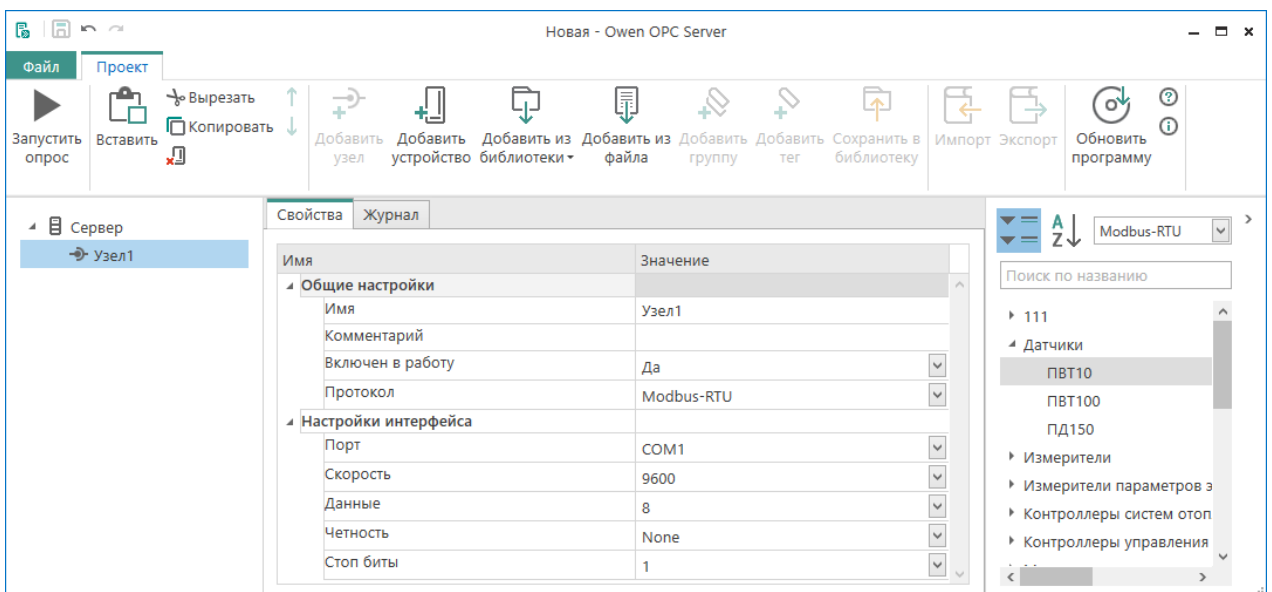 Новая - Owen OPC Server
Файл Проект
Запустить опрос
Вставить
Вырезать
Копировать
Добавить узел
Добавить устройство
Добавить из библиотеки
Добавить из файла
Добавить группу
Добавить тег
Сохранить в библиотеку
Импорт
Экспорт
Обновить программу
Сервер
Узел1
Свойства Журнал
Имя Значение
Общие настройки
Имя Узел1
Комментарий
Включен в работу Да
Протокол Modbus-RTU
Настройки интерфейса
Порт COM1
Скорость 9600
Данные 8
Четность None
Стоп биты 1
A
Z
Modbus-RTU
Поиск по названию
111
Датчики
ПВТ10
ПВТ100
ПД150
Измерители
Измерители параметров э
Контроллеры систем отоп
Контроллеры управления